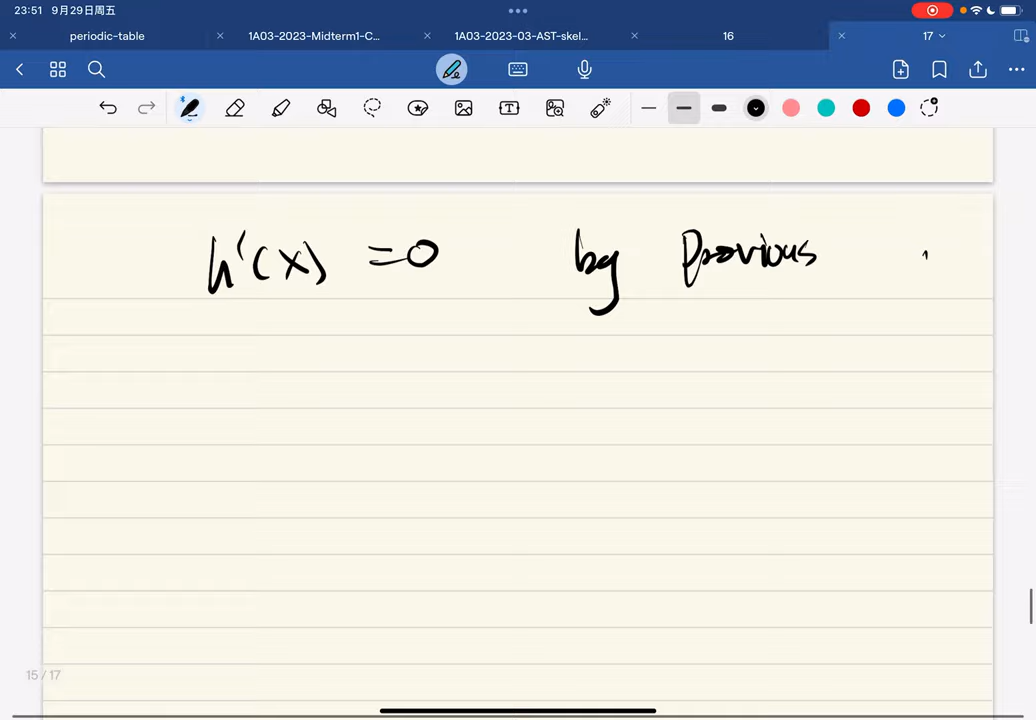 23:51 9月29日周五
periodic-table
1A03-2023-Midterm1-C...
1A03-2023-03-AST-skel...
16
17
h'(x) =0 by Previous
15 / 17